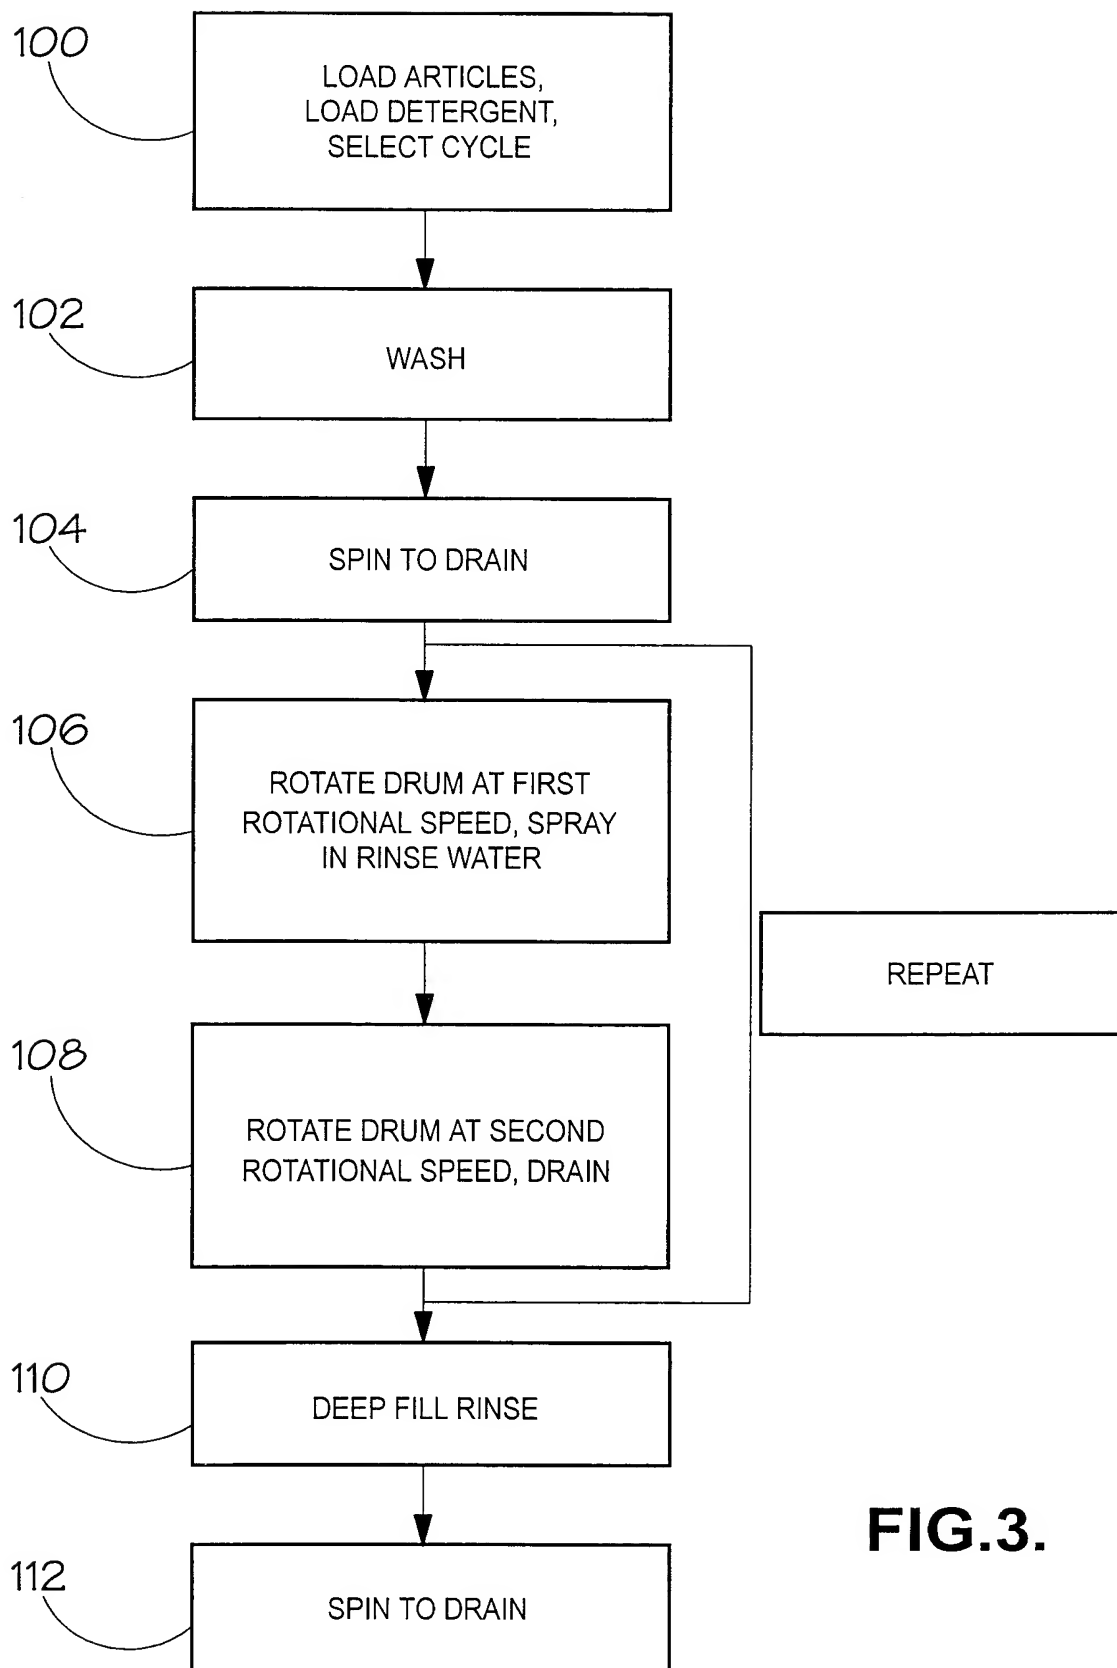 100
LOAD ARTICLES,
LOAD DETERGENT,
SELECT CYCLE
102
WASH
104
SPIN TO DRAIN
106
ROTATE DRUM AT FIRST
ROTATIONAL SPEED, SPRAY
IN RINSE WATER
REPEAT
108
ROTATE DRUM AT SECOND
ROTATIONAL SPEED, DRAIN
110
DEEP FILL RINSE
112
SPIN TO DRAIN
FIG.3.